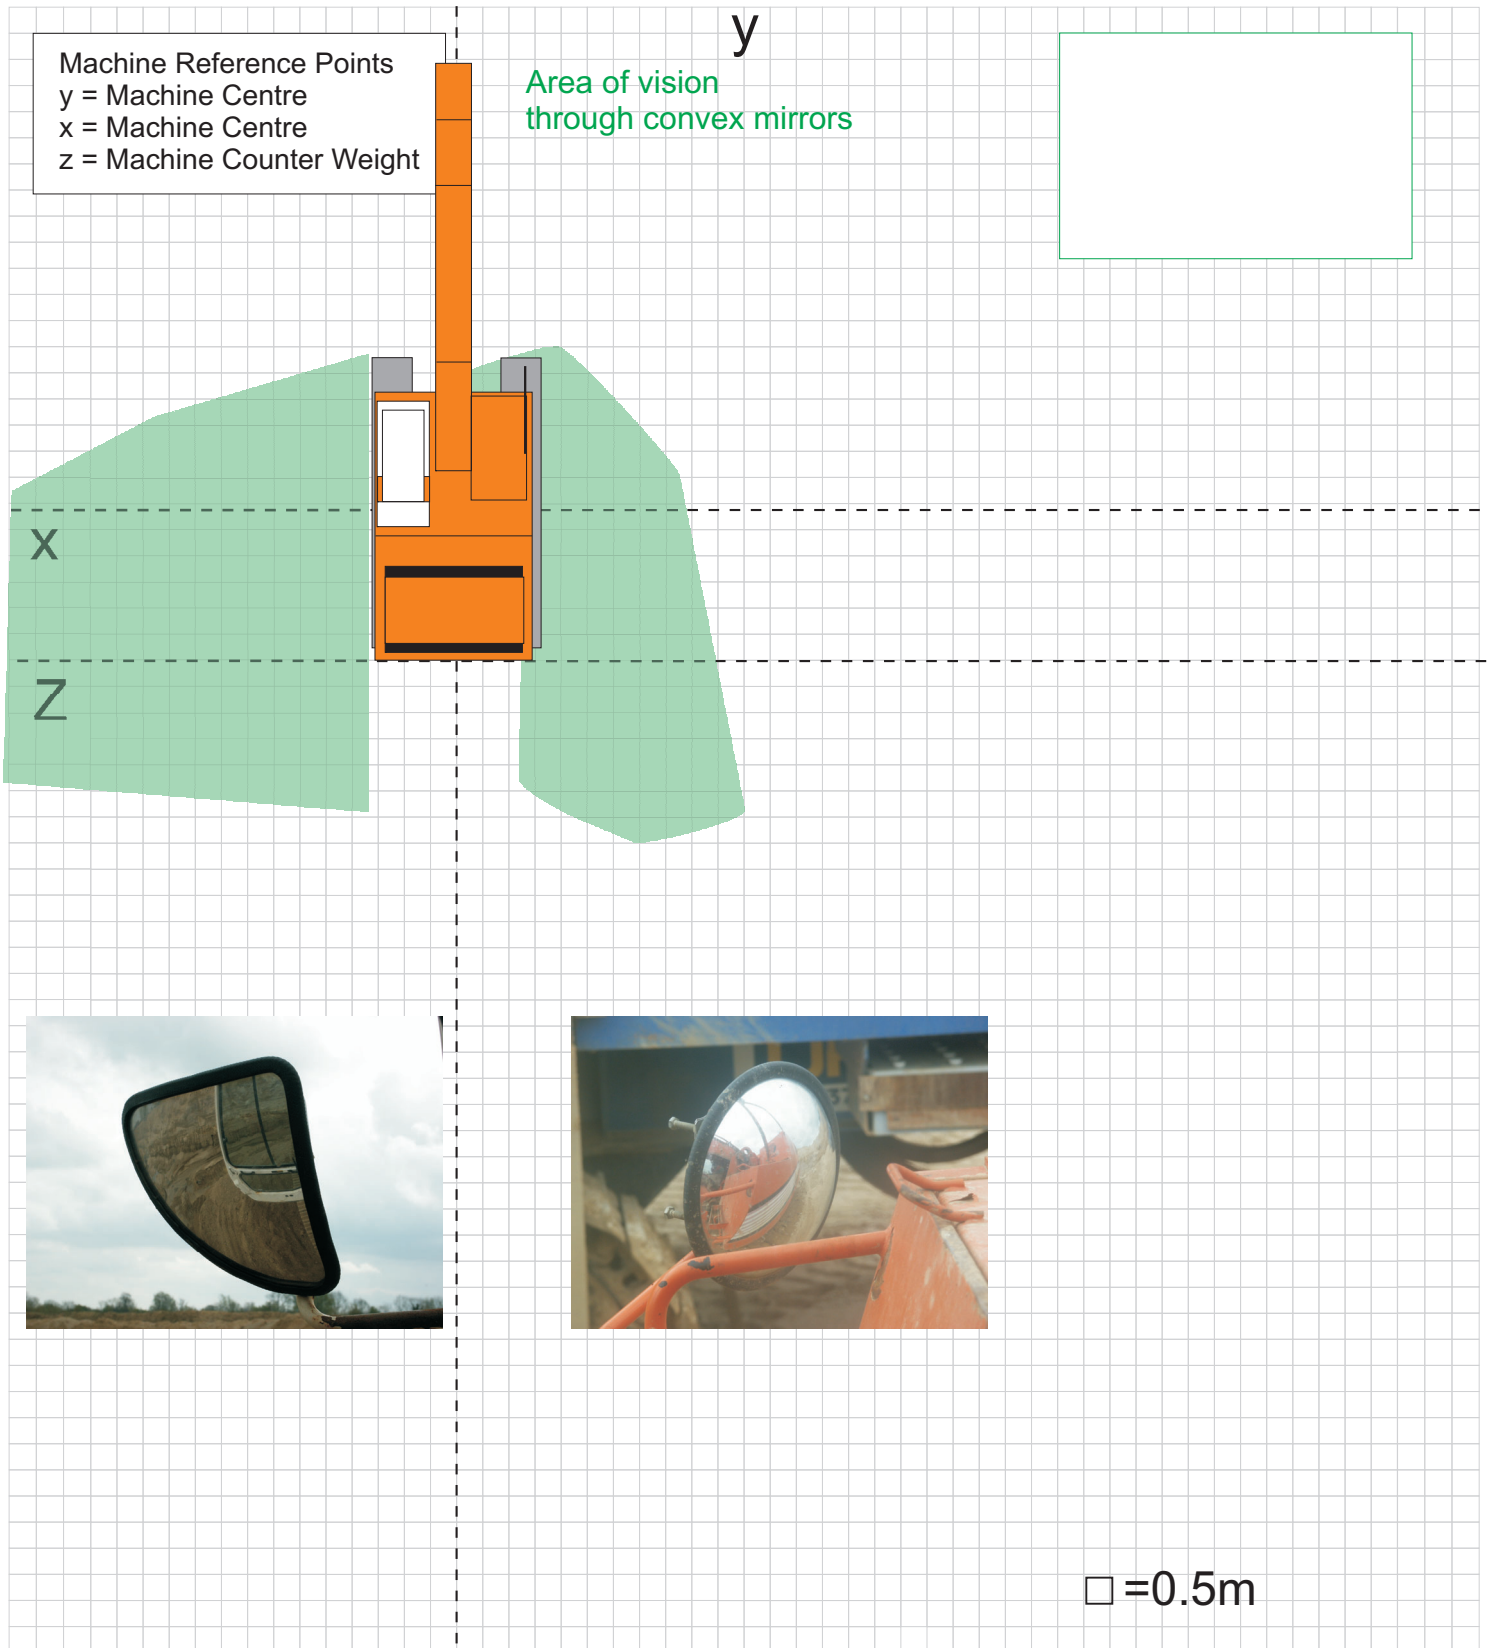 y
Machine Reference Points
y = Machine Centre
x = Machine Centre
z = Machine Counter Weight
Area of vision
through convex mirrors
x
Z
=0.5m